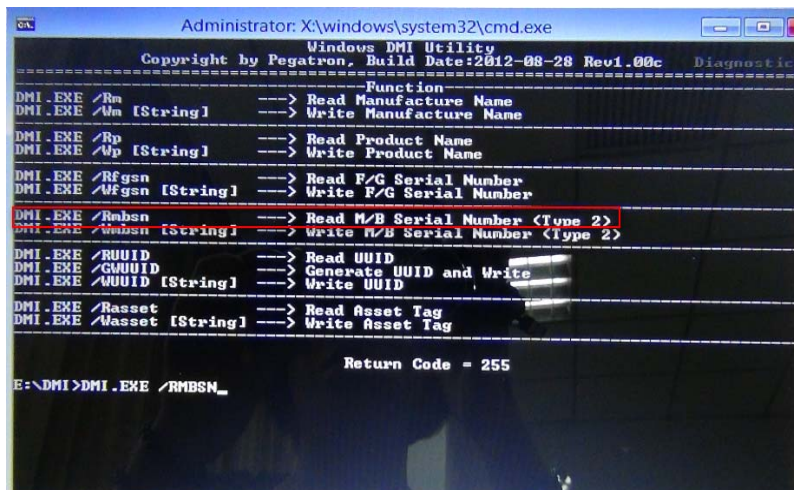 Administrator: X:\windows\system32\cmd.exe
Windows DMI Utility
Copyright by Pegatron, Build Date:2012-08-28 Rev1.00c Diagnostic
Function
DMI.EXE /Rm ---> Read Manufacture Name
DMI.EXE /Wm [String] ---> Write Manufacture Name
DMI.EXE /Rp ---> Read Product Name
DMI.EXE /Wp [String] ---> Write Product Name
DMI.EXE /Rfgsn ---> Read F/G Serial Number
DMI.EXE /Wfgsn [String] ---> Write F/G Serial Number
DMI.EXE /Rmbsn ---> Read M/B Serial Number (Type 2)
DMI.EXE /Wmbsn [String] ---> Write M/B Serial Number (Type 2)
DMI.EXE /RUUID ---> Read UUID
DMI.EXE /GWUUID ---> Generate UUID and Write
DMI.EXE /WUUID [String] ---> Write UUID
DMI.EXE /Rasset ---> Read Asset Tag
DMI.EXE /Wasset [String] ---> Write Asset Tag
Return Code = 255
E:\DMI>DMI.EXE /RMBSN_